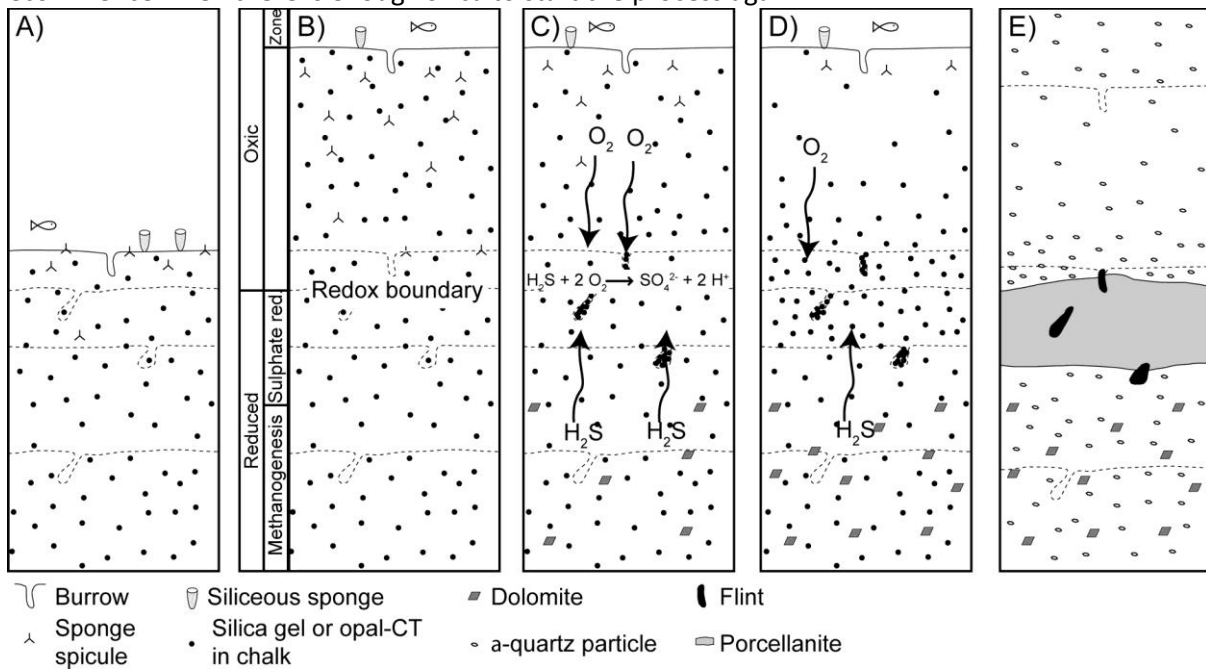 A)
B)
C)
D)
E)
Zone
Oxic
Reduced
Sulphate red.
Methanogenesis
Redox boundary
O₂ O₂
H₂S + 2 O₂ → SO₄²⁻ + 2 H⁺
H₂S H₂S
O₂
H₂S
Burrow
Siliceous sponge
Dolomite
Flint
Sponge
spicule
Silica gel or opal-CT
in chalk
a-quartz particle
Porcellanite